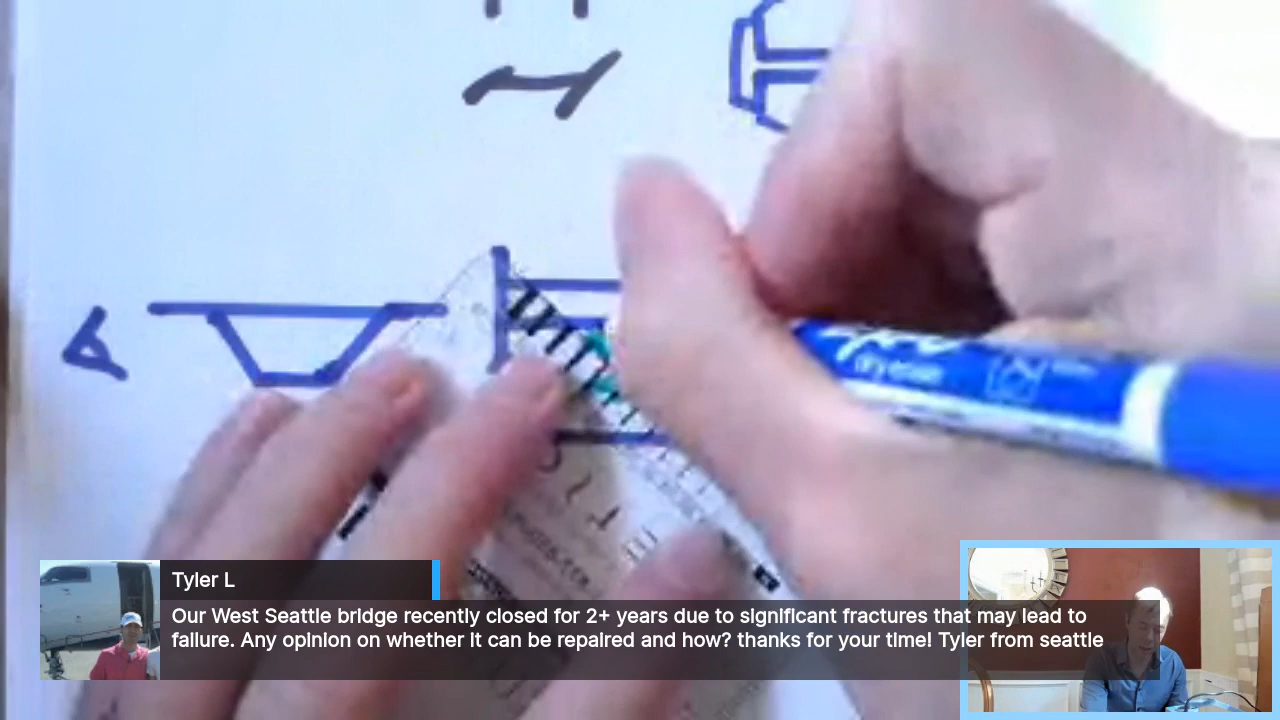 Tyler L
Our West Seattle bridge recently closed for 2+ years due to significant fractures that may lead to
failure. Any opinion on whether it can be repaired and how? thanks for your time! Tyler from seattle